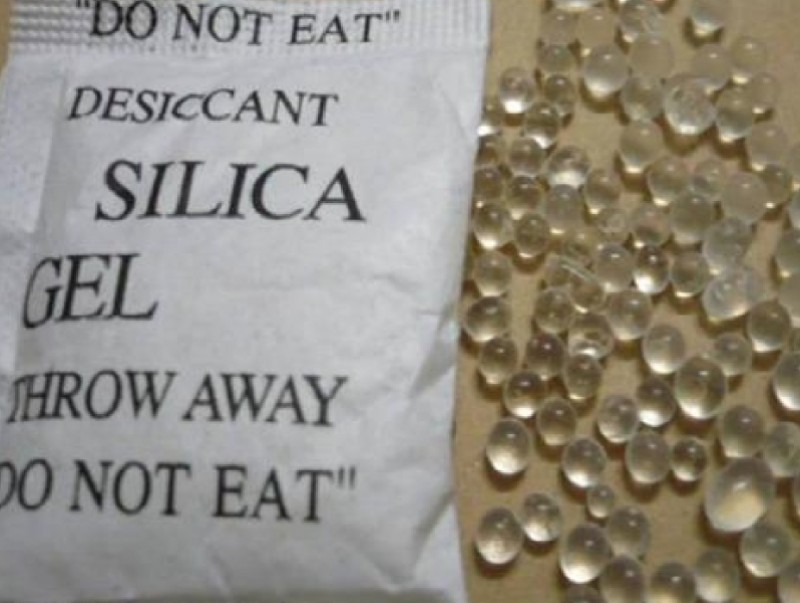 "DO NOT EAT"
DESICCANT
SILICA
GEL
THROW AWAY
DO NOT EAT"